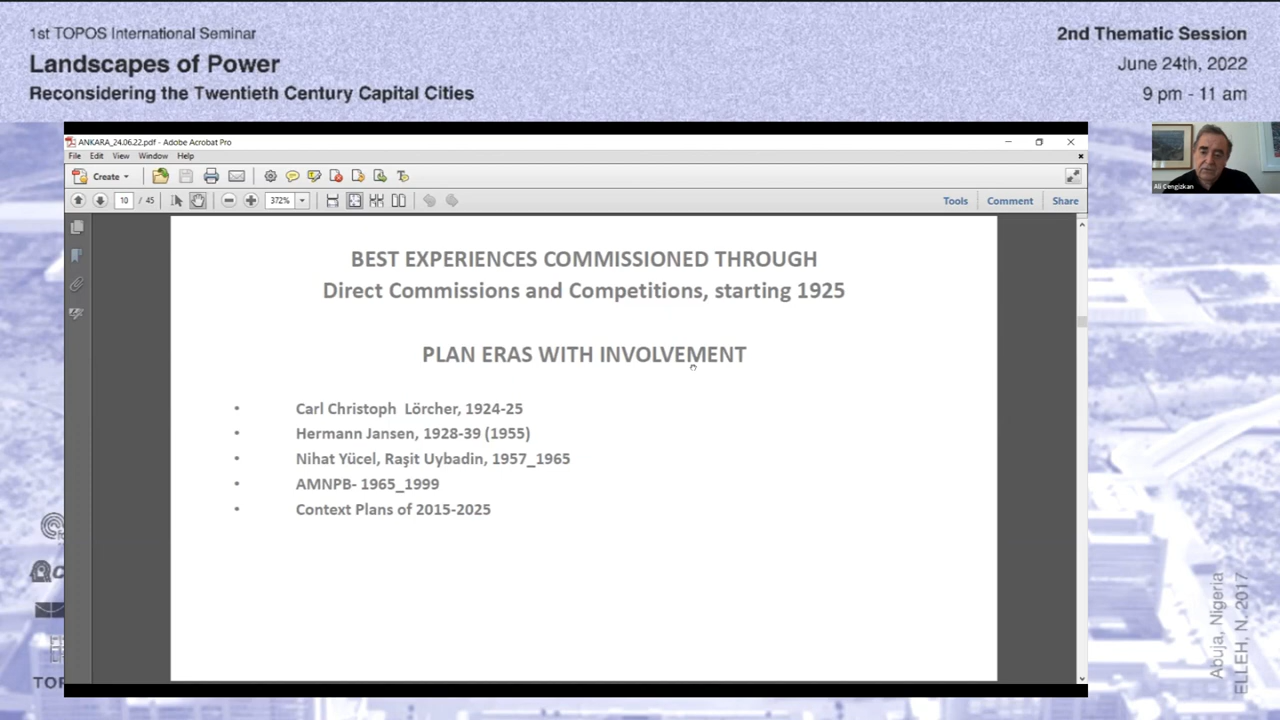 1st TOPOS International Seminar
Landscapes of Power
Reconsidering the Twentieth Century Capital Cities
2nd Thematic Session
June 24th, 2022
9 pm - 11 am
ANKARA_24.06.22.pdf - Adobe Acrobat Pro
File Edit View Window Help
Create
10 / 45
372%
Tools Comment Share
Ali Cengizkan
BEST EXPERIENCES COMMISSIONED THROUGH
Direct Commissions and Competitions, starting 1925
PLAN ERAS WITH INVOLVEMENT
• Carl Christoph Lörcher, 1924-25
• Hermann Jansen, 1928-39 (1955)
• Nihat Yücel, Raşit Uybadin, 1957_1965
• AMNPB- 1965_1999
• Context Plans of 2015-2025
Abuja, Nigeria
ELLEH, N. 2017